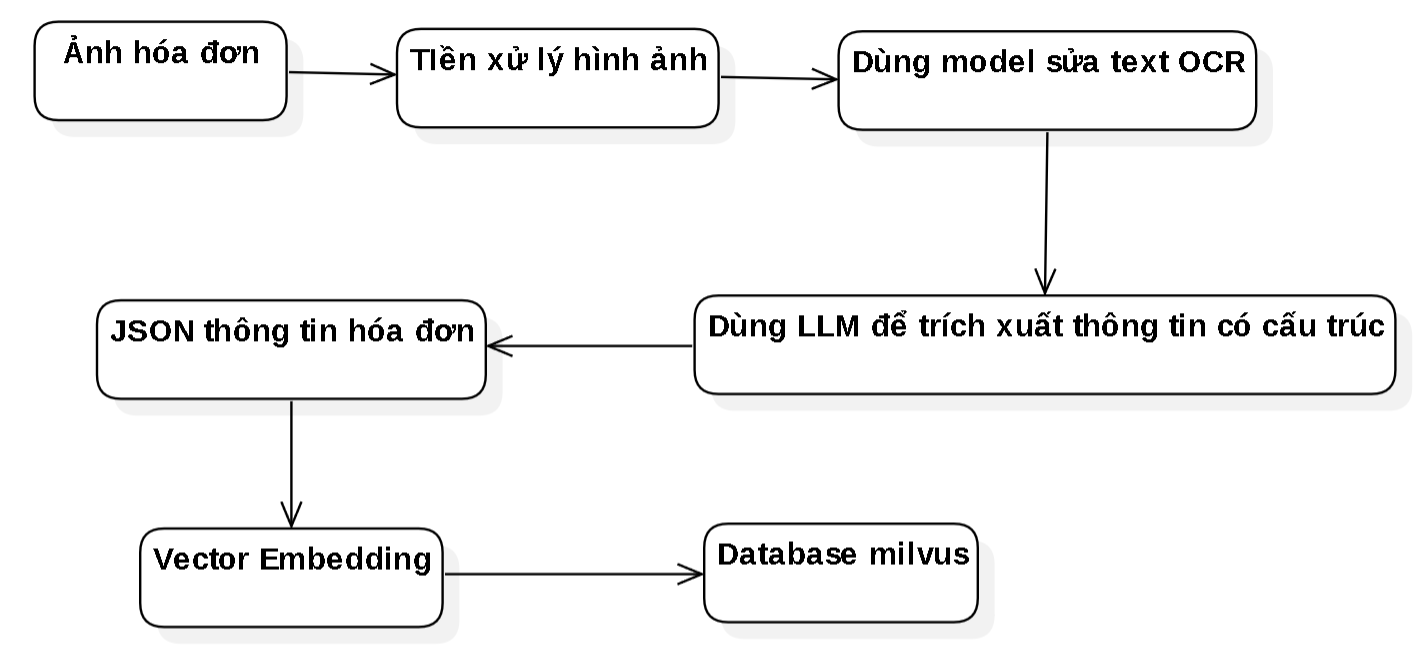 Ảnh hóa đơn
TIền xử lý hình ảnh
Dùng model sửa text OCR
Dùng LLM để trích xuất thông tin có cấu trúc
JSON thông tin hóa đơn
Vector Embedding
Database milvus